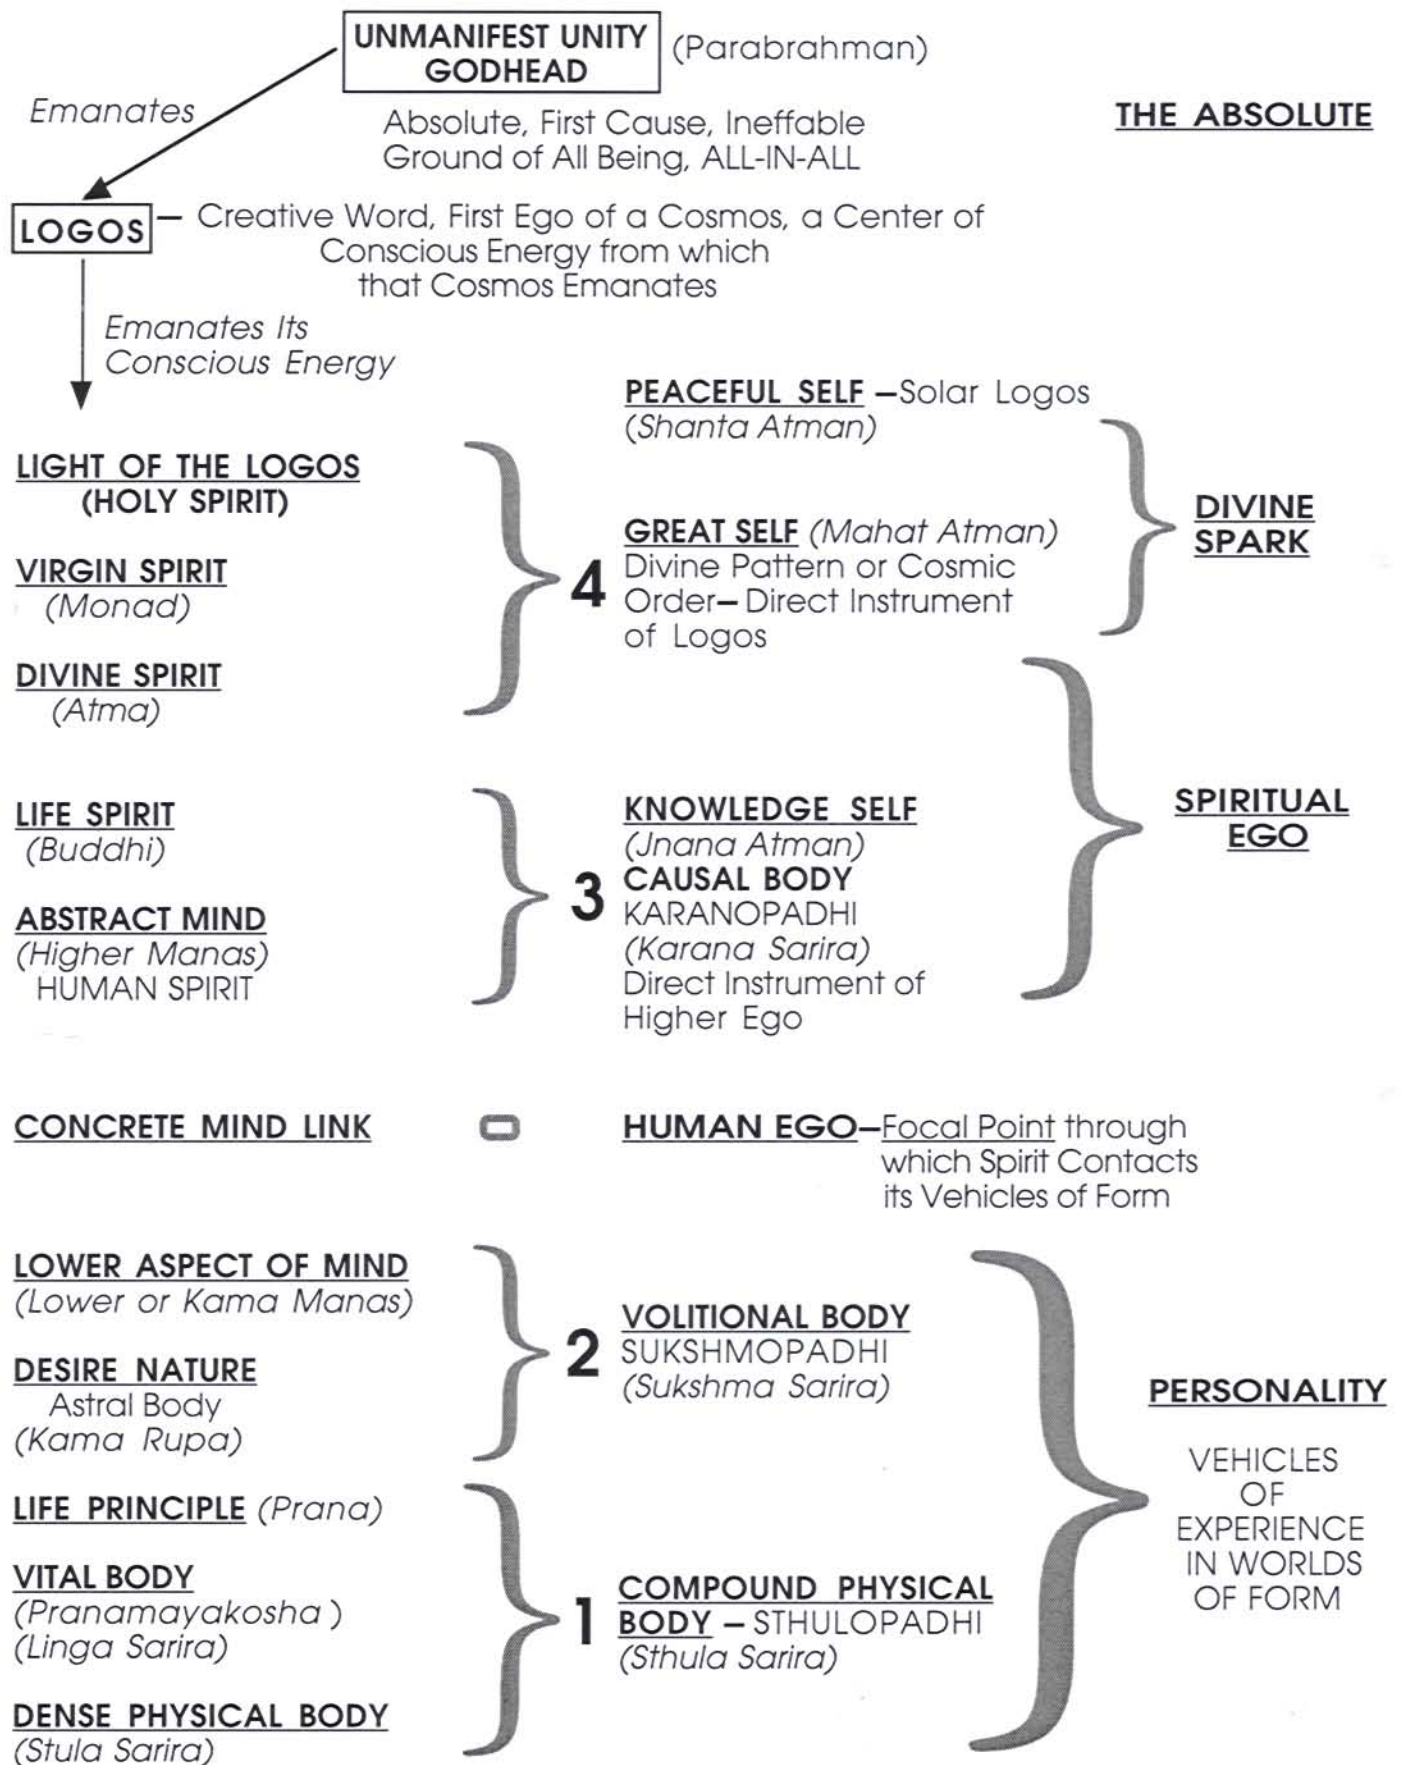 UNMANIFEST UNITY
GODHEAD
(Parabrahman)
Emanates
Absolute, First Cause, Ineffable
Ground of All Being, ALL-IN-ALL
THE ABSOLUTE
LOGOS
– Creative Word, First Ego of a Cosmos, a Center of
Conscious Energy from which
that Cosmos Emanates
Emanates Its
Conscious Energy
LIGHT OF THE LOGOS
(HOLY SPIRIT)
VIRGIN SPIRIT
(Monad)
DIVINE SPIRIT
(Atma)
4
PEACEFUL SELF –Solar Logos
(Shanta Atman)
GREAT SELF (Mahat Atman)
Divine Pattern or Cosmic
Order–Direct Instrument
of Logos
DIVINE
SPARK
LIFE SPIRIT
(Buddhi)
ABSTRACT MIND
(Higher Manas)
HUMAN SPIRIT
3
KNOWLEDGE SELF
(Jnana Atman)
CAUSAL BODY
KARANOPADHI
(Karana Sarira)
Direct Instrument of
Higher Ego
SPIRITUAL
EGO
CONCRETE MIND LINK
HUMAN EGO–Focal Point through
which Spirit Contacts
its Vehicles of Form
LOWER ASPECT OF MIND
(Lower or Kama Manas)
DESIRE NATURE
Astral Body
(Kama Rupa)
2
VOLITIONAL BODY
SUKSHMOPADHI
(Sukshma Sarira)
LIFE PRINCIPLE (Prana)
VITAL BODY
(Pranamayakosha )
(Linga Sarira)
DENSE PHYSICAL BODY
(Stula Sarira)
1
COMPOUND PHYSICAL
BODY – STHULOPADHI
(Sthula Sarira)
PERSONALITY
VEHICLES
OF
EXPERIENCE
IN WORLDS
OF FORM